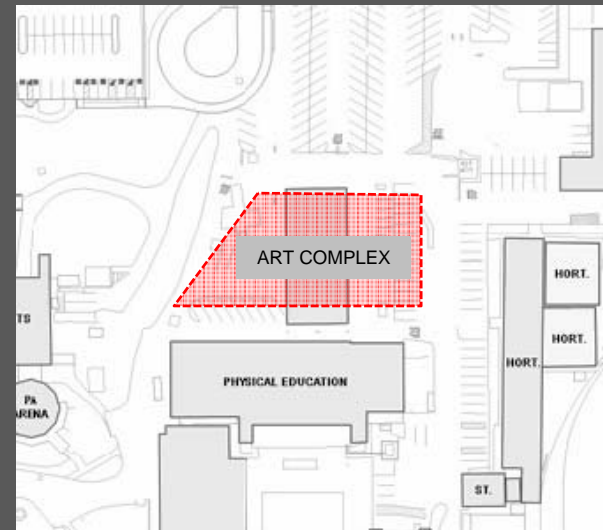 ART COMPLEX
HORT.
TS
HORT.
HORT.
PHYSICAL EDUCATION
PA
ARENA
ST.